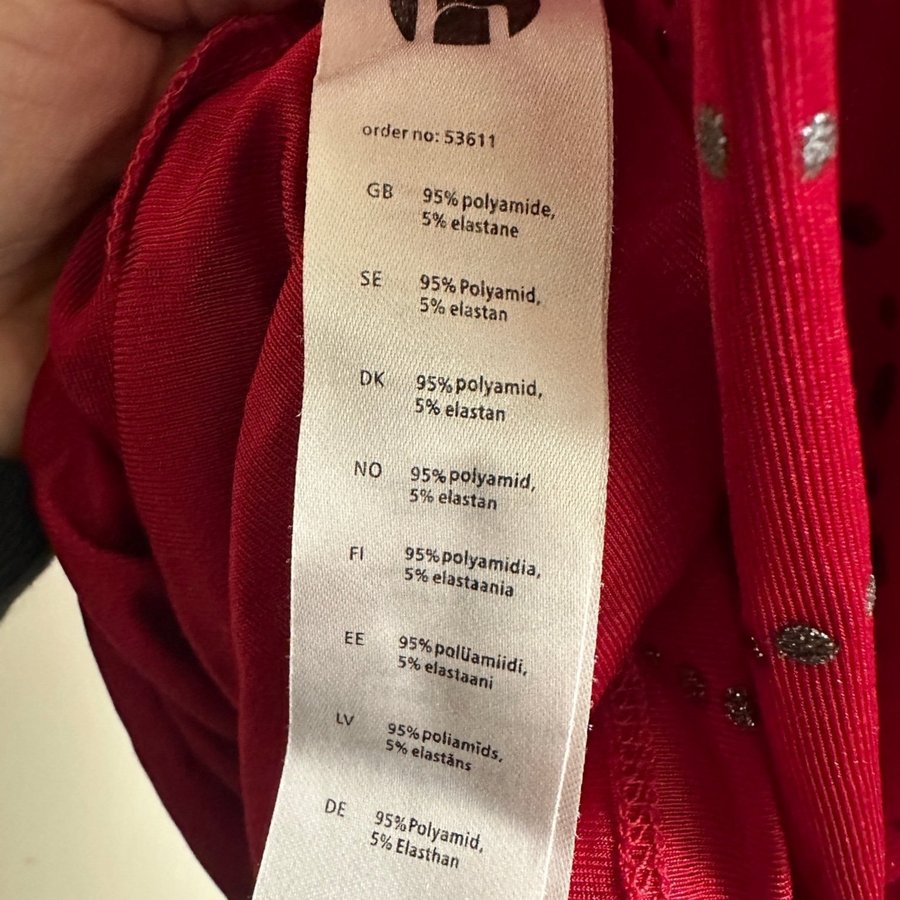 order no: 53611
GB 95% polyamide,
5% elastane
SE 95% Polyamid,
5% elastan
DK 95% polyamid,
5% elastan
NO 95% polyamid,
5% elastan
FI 95% polyamidia,
5% elastaania
EE 95% polüamiidi,
5% elastaani
LV 95% poliamīds,
5% elastāns
DE 95% Polyamid,
5% Elasthan